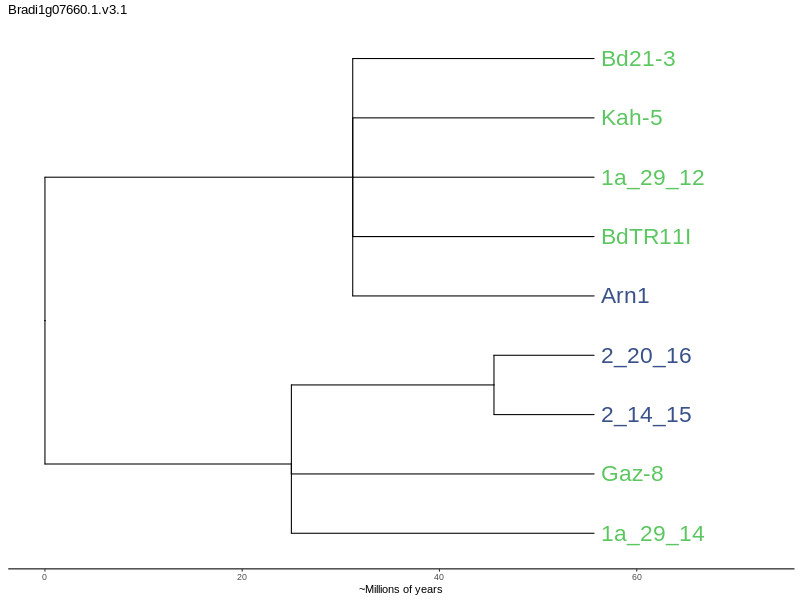 Bradi1g07660.1.v3.1
Bd21-3
Kah-5
1a_29_12
BdTR11I
Arn1
2_20_16
2_14_15
Gaz-8
1a_29_14
0 20 40 60
~Millions of years